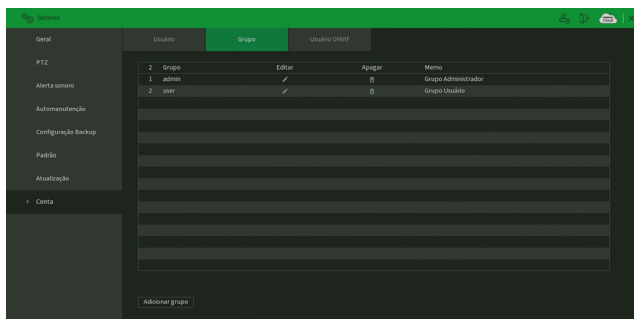 Sistema
Geral
PTZ
Alerta sonoro
Automanutenção
Configuração Backup
Padrão
Atualização
> Conta
Usuário Grupo Usuário ONVIF
2 Grupo Editar Apagar Memo
1 admin Grupo Administrador
2 user Grupo Usuário
Adicionar grupo